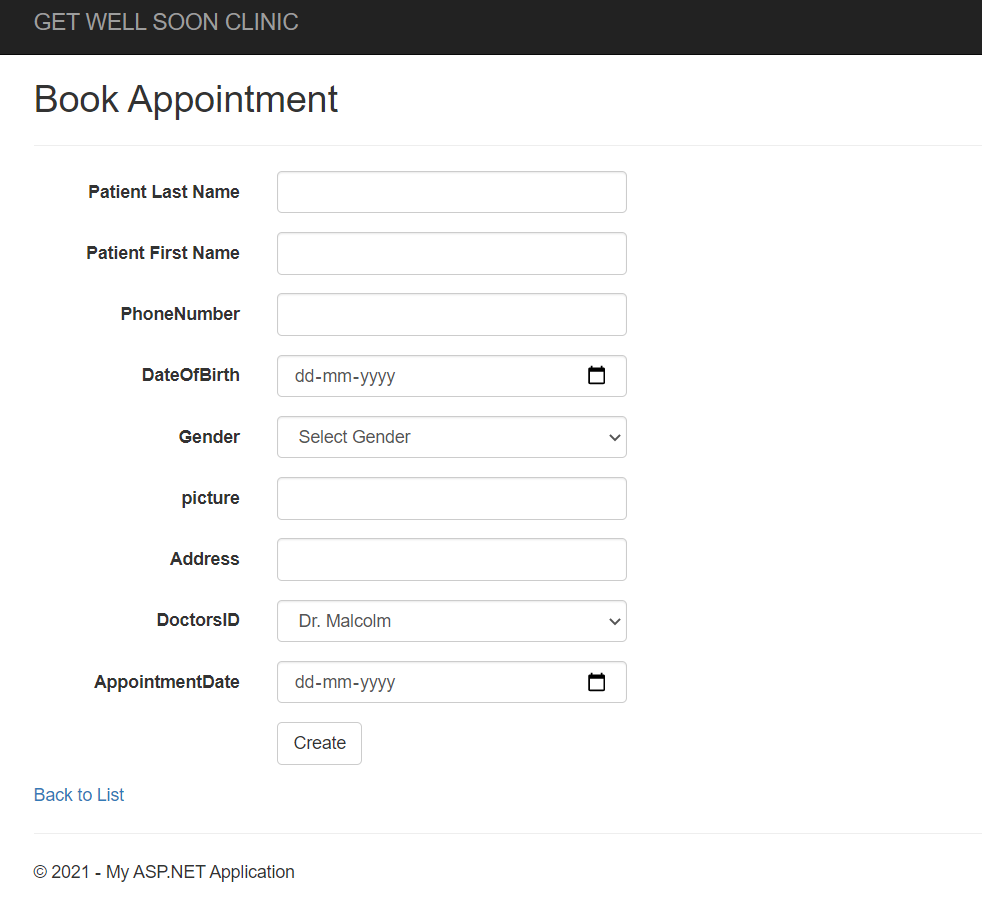 GET WELL SOON CLINIC
Book Appointment
Patient Last Name
Patient First Name
PhoneNumber
DateOfBirth dd-mm-yyyy
Gender Select Gender
picture
Address
DoctorsID Dr. Malcolm
AppointmentDate dd-mm-yyyy
Create
Back to List
© 2021 - My ASP.NET Application